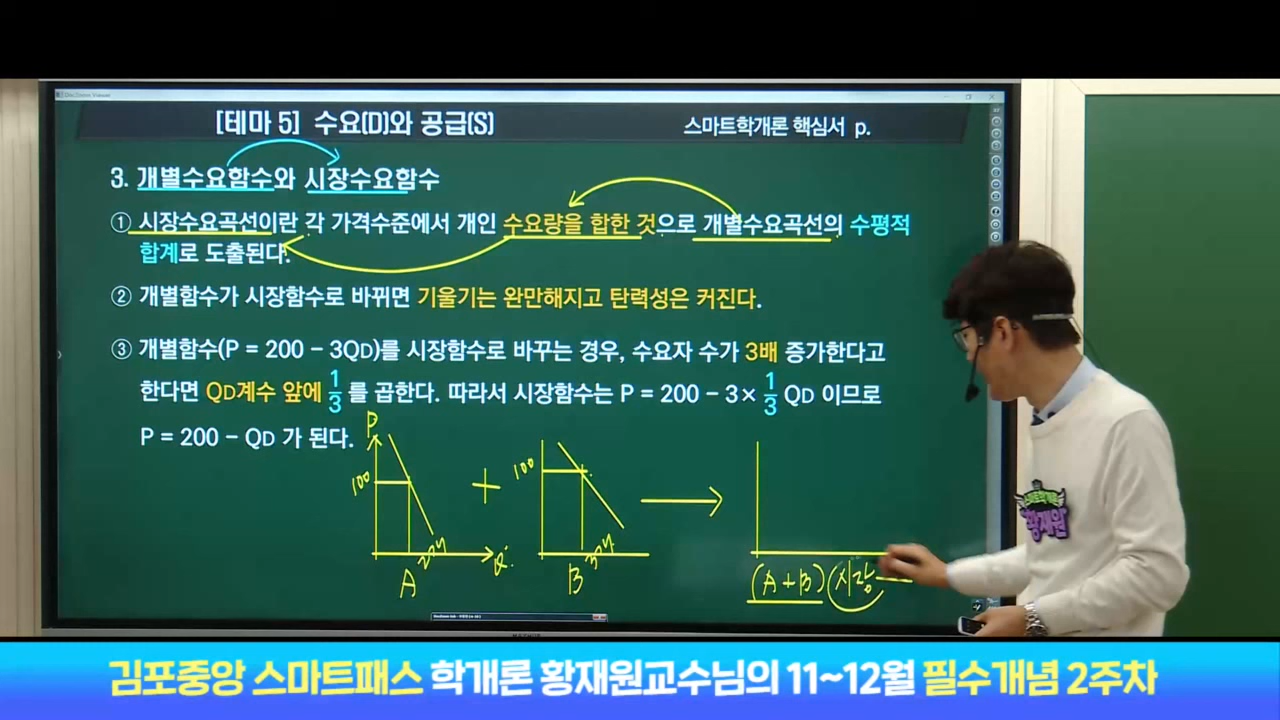 [테마 5] 수요(D)와 공급(S)
스마트학개론 핵심서 p.
3. 개별수요함수와 시장수요함수
① 시장수요곡선이란 각 가격수준에서 개인 수요량을 합한 것으로 개별수요곡선의 수평적
합계로 도출된다.
② 개별함수가 시장함수로 바뀌면 기울기는 완만해지고 탄력성은 커진다.
③ 개별함수(P = 200 - 3QD)를 시장함수로 바꾸는 경우, 수요자 수가 3배 증가한다고
한다면 QD계수 앞에 1/3 를 곱한다. 따라서 시장함수는 P = 200 - 3× 1/3 QD 이므로
P = 200 - QD 가 된다.
P
100
20개
Q
A
+
100
30개
B
(A+B) (시장
황재원
김포중앙 스마트패스 학개론 황재원교수님의 11~12월 필수개념 2주차